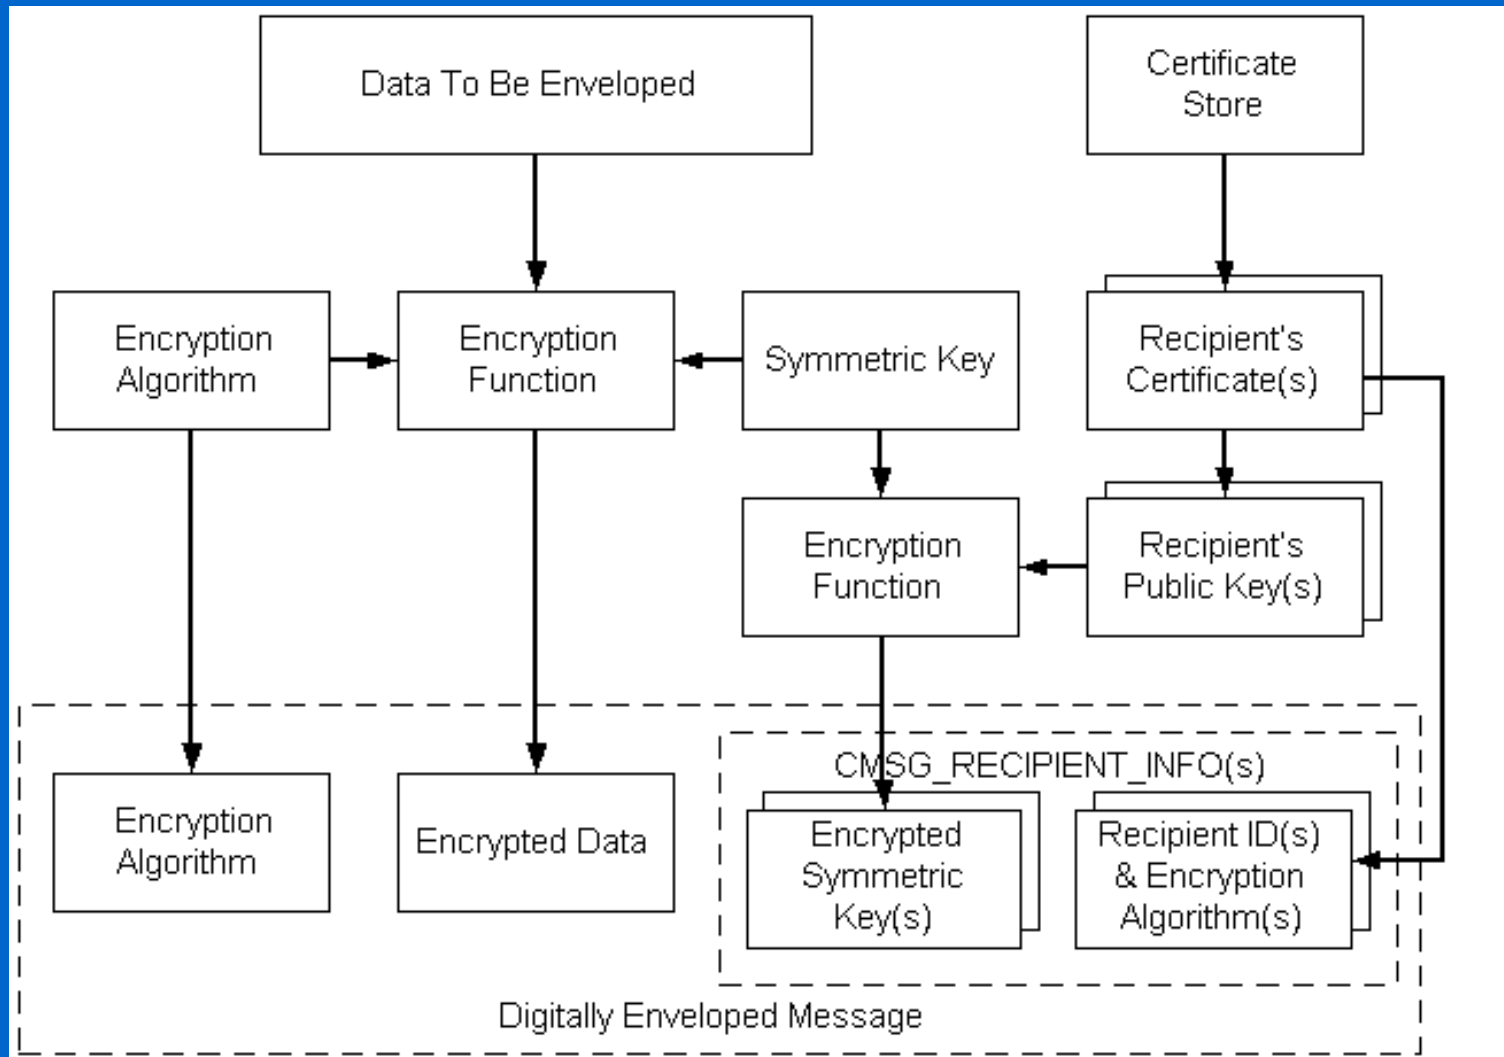 Data To Be Enveloped
Certificate
Store
Encryption
Algorithm
Encryption
Function
Symmetric Key
Recipient's
Certificate(s)
Encryption
Function
Recipient's
Public Key(s)
CMSG_RECIPIENT_INFO(s)
Encryption
Algorithm
Encrypted Data
Encrypted
Symmetric
Key(s)
Recipient ID(s)
& Encryption
Algorithm(s)
Digitally Enveloped Message